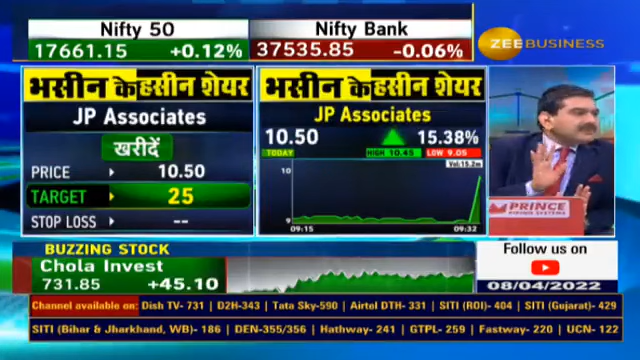 Nifty 50
17661.15 +0.12%
Nifty Bank
37535.85 -0.06%
ZEE BUSINESS
भसीन के हसीन शेयर
JP Associates
खरीदें
PRICE 10.50
TARGET 25
STOP LOSS --
भसीन के हसीन शेयर
JP Associates
10.50 15.38%
TODAY HIGH 10.45 LOW 9.05
Vol:15.2m
10
9
09:15 09:32
PRINCE
PIPING SYSTEMS
BUZZING STOCK
Chola Invest
731.85 +45.10
Follow us on
08/04/2022
Channel available on: Dish TV- 731 | D2H-343 | Tata Sky-590 | Airtel DTH- 331 | SITI (ROI)- 404 | SITI (Gujarat)- 429
SITI (Bihar & Jharkhand, WB)- 186 | DEN-355/356 | Hathway- 241 | GTPL- 259 | Fastway- 220 | UCN- 122